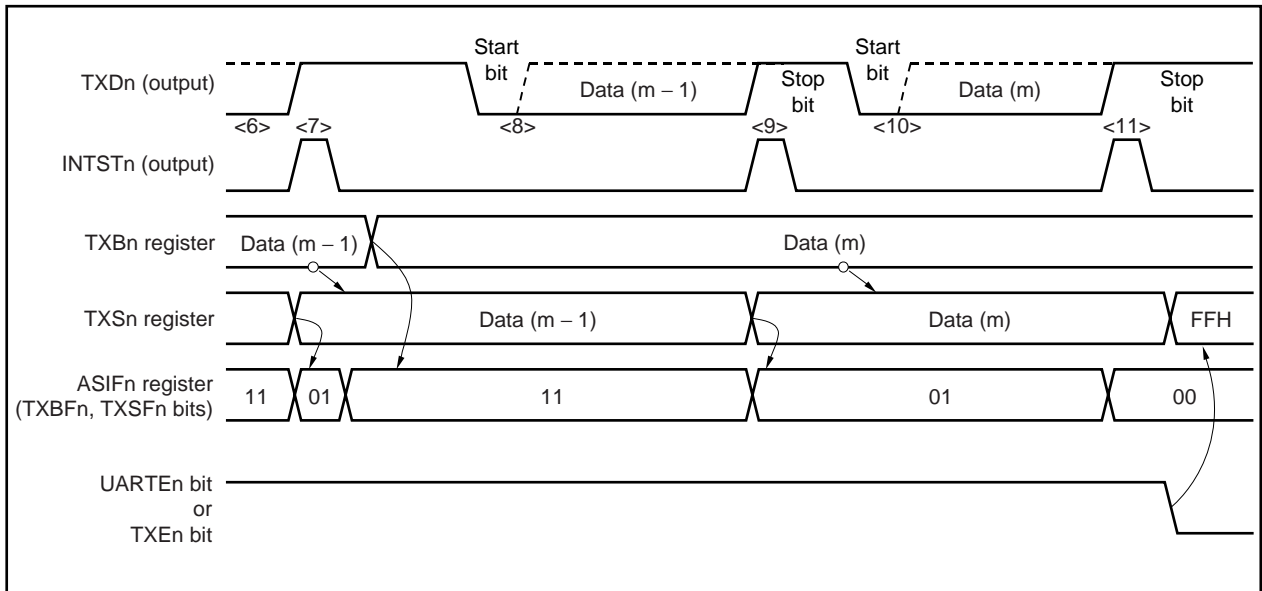 Start
bit
Start
bit
TXDn (output)
Data (m − 1)
Stop
bit
Data (m)
Stop
bit
<6> <7> <8> <9> <10> <11>
INTSTn (output)
TXBn register
Data (m − 1)
Data (m)
TXSn register
Data (m − 1)
Data (m)
FFH
ASIFn register
(TXBFn, TXSFn bits)
11 01 11 01 00
UARTEn bit
or
TXEn bit